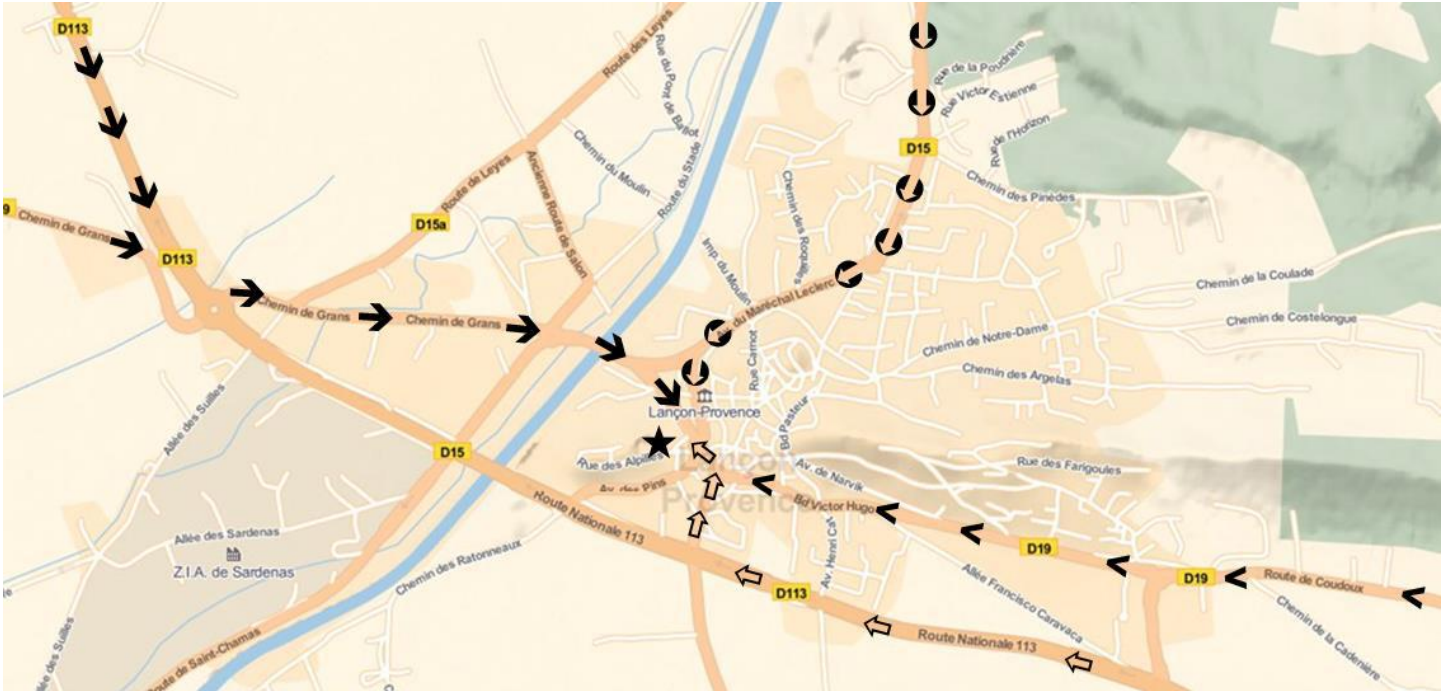 D113
Route des Leyes
Rue du Pont de Baffot
Rue de la Poudrière
Rue Victor Estienne
Rue de l'Horizon
D15
Chemin des Pinèdes
Route de Leyes
Chemin du Moulin
Route du Stade
Ancienne Route de Salon
Chemin des Roquilles
9
Chemin de Grans
D15a
D113
Imp. du Moulin
Chemin de la Coulade
Chemin de Grans
Chemin de Grans
Av. du Maréchal Leclerc
Chemin de Costelongue
Rue Carnot
Chemin de Notre-Dame
Chemin des Argelas
Allée des Suilles
Lançon-Provence
Bd Pasteur
D15
Rue des Alpilles
Lançon
Provence
Av. de Narvik
Rue des Farigoules
Av. des Pins
Bd Victor Hugo
Route Nationale 113
Allée des Sardenas
Z.I.A. de Sardenas
Av. Henri Ca
D19
D19
Route de Coudoux
Chemin des Ratonneaux
D113
Allée Francisco Caravaca
Chemin de la Cadenière
Route Nationale 113
Allée des Suilles
Route de Saint-Chamas